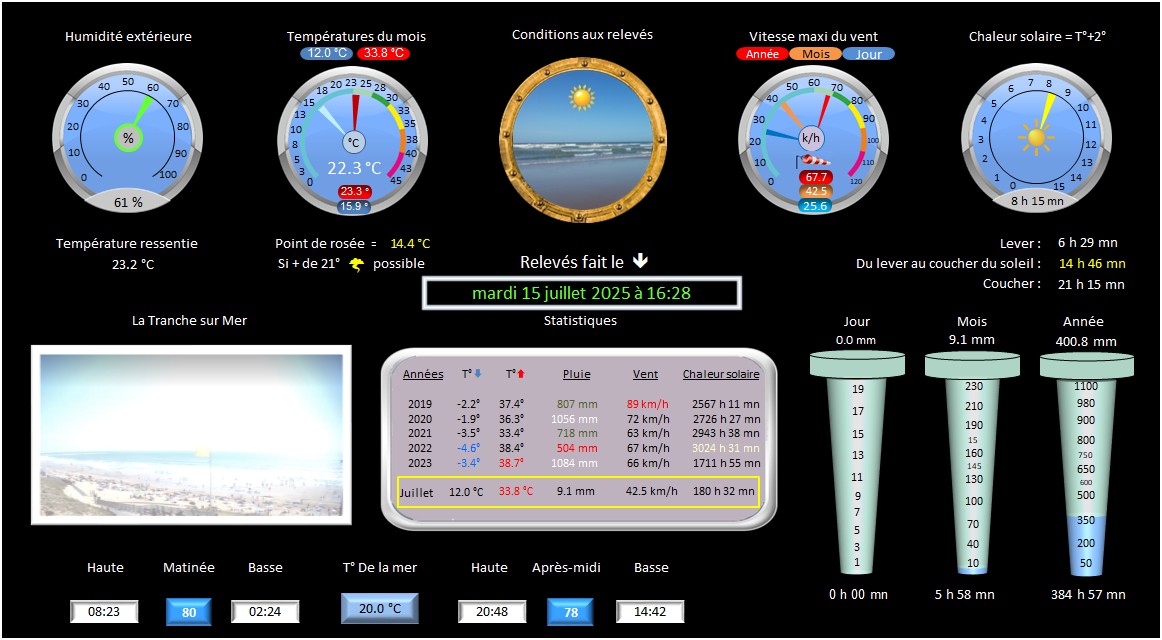 Humidité extérieure
Températures du mois
Conditions aux relevés
Vitesse maxi du vent
Chaleur solaire = T°+2°
12.0 °C 33.8 °C
Année Mois Jour
0 10 20 30 40 50 60 70 80 90 100
%
61 %
0 3 5 8 10 13 15 18 20 23 25 28 30 33 35 38 40 43 45
°C
22.3 °C
23.3 °
15.9 °
0 10 20 30 40 50 60 70 80 90 100 110 120
k/h
67.7
42.5
25.6
0 1 2 3 4 5 6 7 8 9 10 11 12 13 14 15
8 h 15 mn
Température ressentie
23.2 °C
Point de rosée = 14.4 °C
Si + de 21° possible
Relevés fait le
mardi 15 juillet 2025 à 16:28
Lever : 6 h 29 mn
Du lever au coucher du soleil : 14 h 46 mn
Coucher : 21 h 15 mn
La Tranche sur Mer
Statistiques
Années T° T° Pluie Vent Chaleur solaire
2019 -2.2° 37.4° 807 mm 89 km/h 2567 h 11 mn
2020 -1.9° 36.3° 1056 mm 72 km/h 2726 h 27 mn
2021 -3.5° 33.4° 718 mm 63 km/h 2943 h 38 mn
2022 -4.6° 38.4° 504 mm 67 km/h 3024 h 31 mn
2023 -3.4° 38.7° 1084 mm 66 km/h 1711 h 55 mn
Juillet 12.0 °C 33.8 °C 9.1 mm 42.5 km/h 180 h 32 mn
Jour
0.0 mm
19
17
15
13
11
9
7
5
3
1
0 h 00 mn
Mois
9.1 mm
230
210
190
15
160
145
130
100
70
40
10
5 h 58 mn
Année
400.8 mm
1100
980
900
800
750
650
600
500
350
200
50
384 h 57 mn
Haute Matinée Basse
08:23 80 02:24
T° De la mer
20.0 °C
Haute Après-midi Basse
20:48 78 14:42